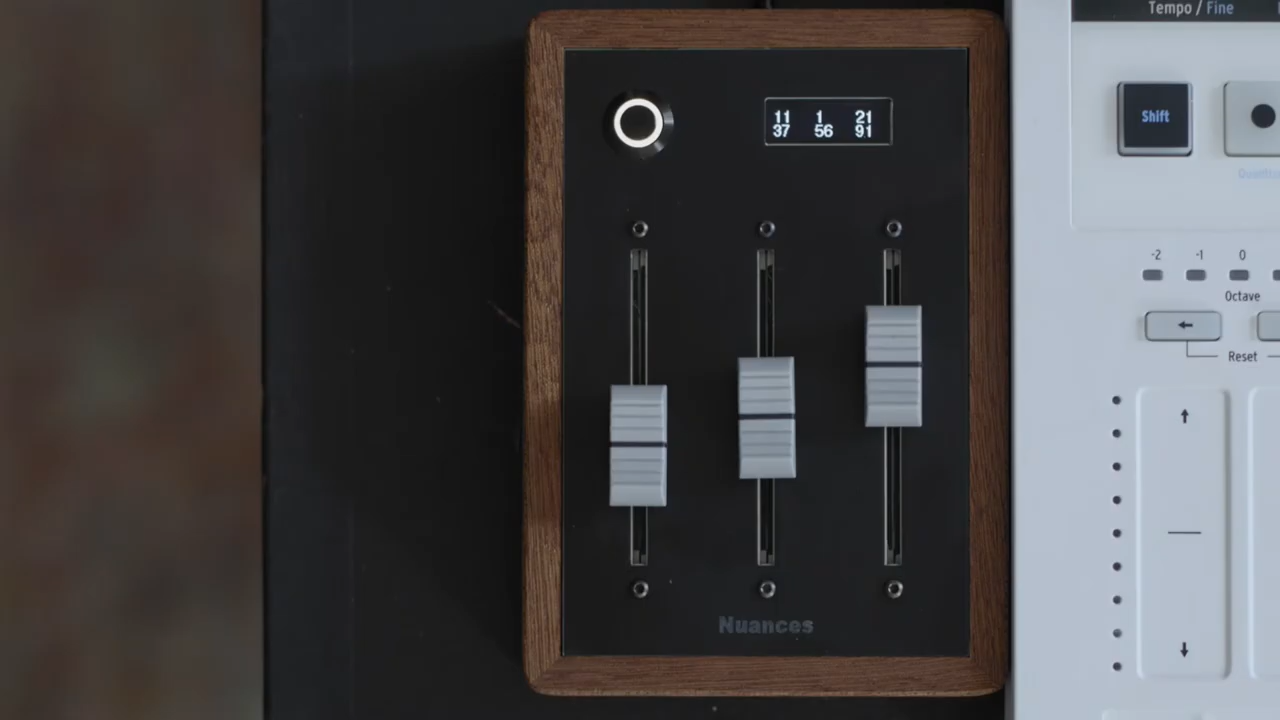 Tempo / Fine
11 1 21
37 56 91
Shift
-2 -1 0
Octave
Reset
Nuances